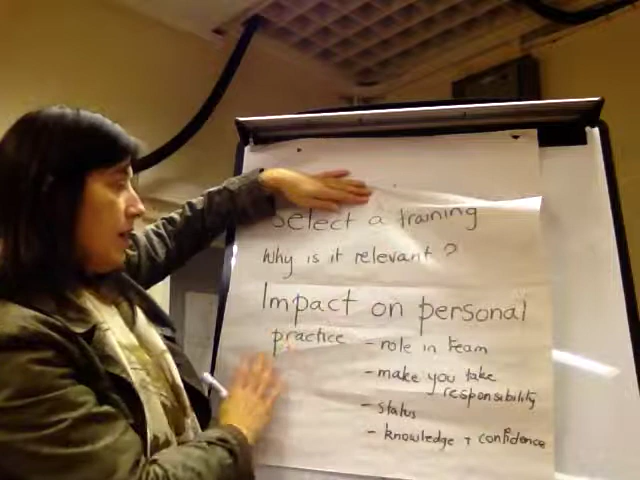 Select a training
Why is it relevant?
Impact on personal
practice - role in team
- make you take
responsibility
- status
- knowledge + confidence